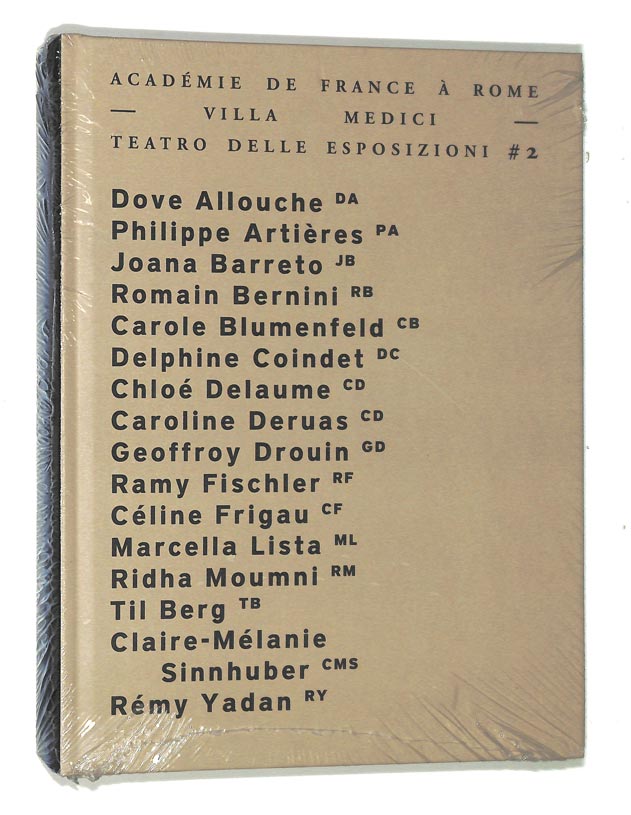 ACADÉMIE DE FRANCE À ROME
— VILLA MEDICI —
TEATRO DELLE ESPOSIZIONI #2
Dove Allouche DA
Philippe Artières PA
Joana Barreto JB
Romain Bernini RB
Carole Blumenfeld CB
Delphine Coindet DC
Chloé Delaume CD
Caroline Deruas CD
Geoffroy Drouin GD
Ramy Fischler RF
Céline Frigau CF
Marcella Lista ML
Ridha Moumni RM
Til Berg TB
Claire-Mélanie
Sinnhuber CMS
Rémy Yadan RY